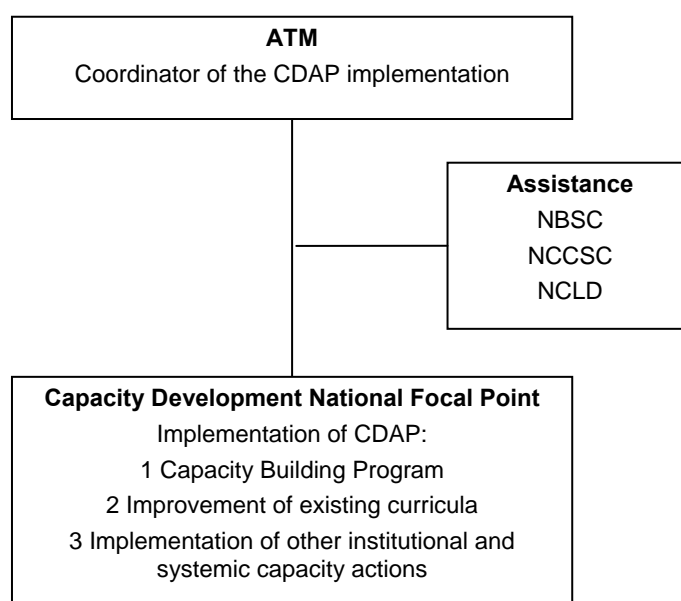 ATM
Coordinator of the CDAP implementation
Assistance
NBSC
NCCSC
NCLD
Capacity Development National Focal Point
Implementation of CDAP:
1 Capacity Building Program
2 Improvement of existing curricula
3 Implementation of other institutional and
systemic capacity actions